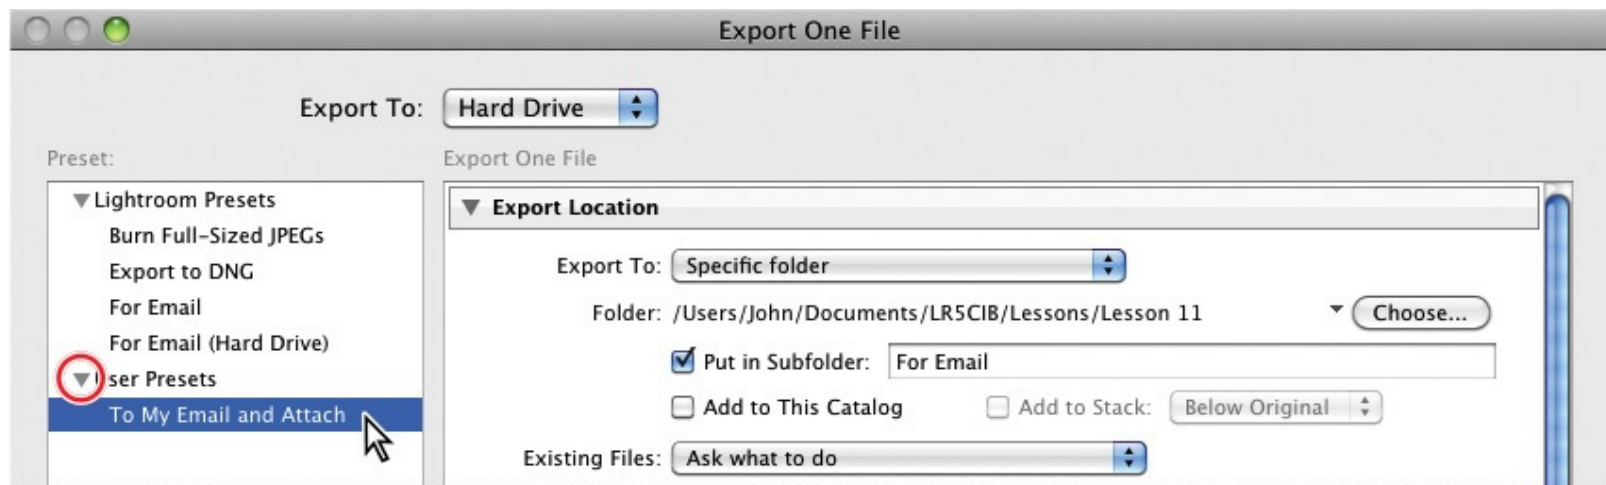 Export One File
Export To: Hard Drive
Preset:
Lightroom Presets
Burn Full-Sized JPEGs
Export to DNG
For Email
For Email (Hard Drive)
ser Presets
To My Email and Attach
Export One File
Export Location
Export To: Specific folder
Folder: /Users/John/Documents/LR5CIB/Lessons/Lesson 11 Choose...
Put in Subfolder: For Email
Add to This Catalog Add to Stack: Below Original
Existing Files: Ask what to do